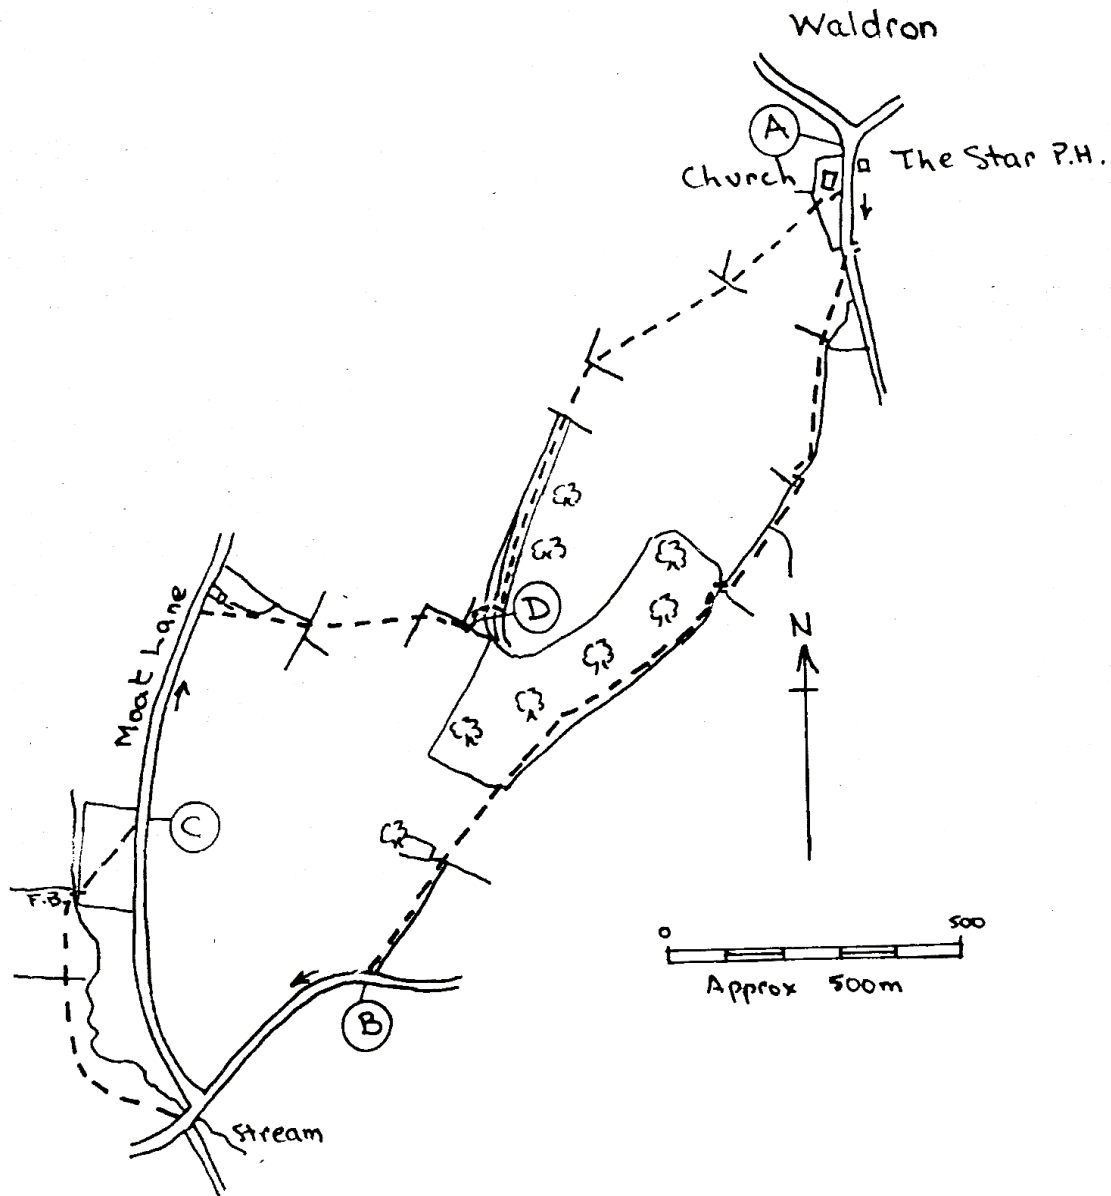 Waldron
A
Church
The Star P.H.
D
Moat Lane
N
C
F.B.
0 500
Approx 500m
B
Stream